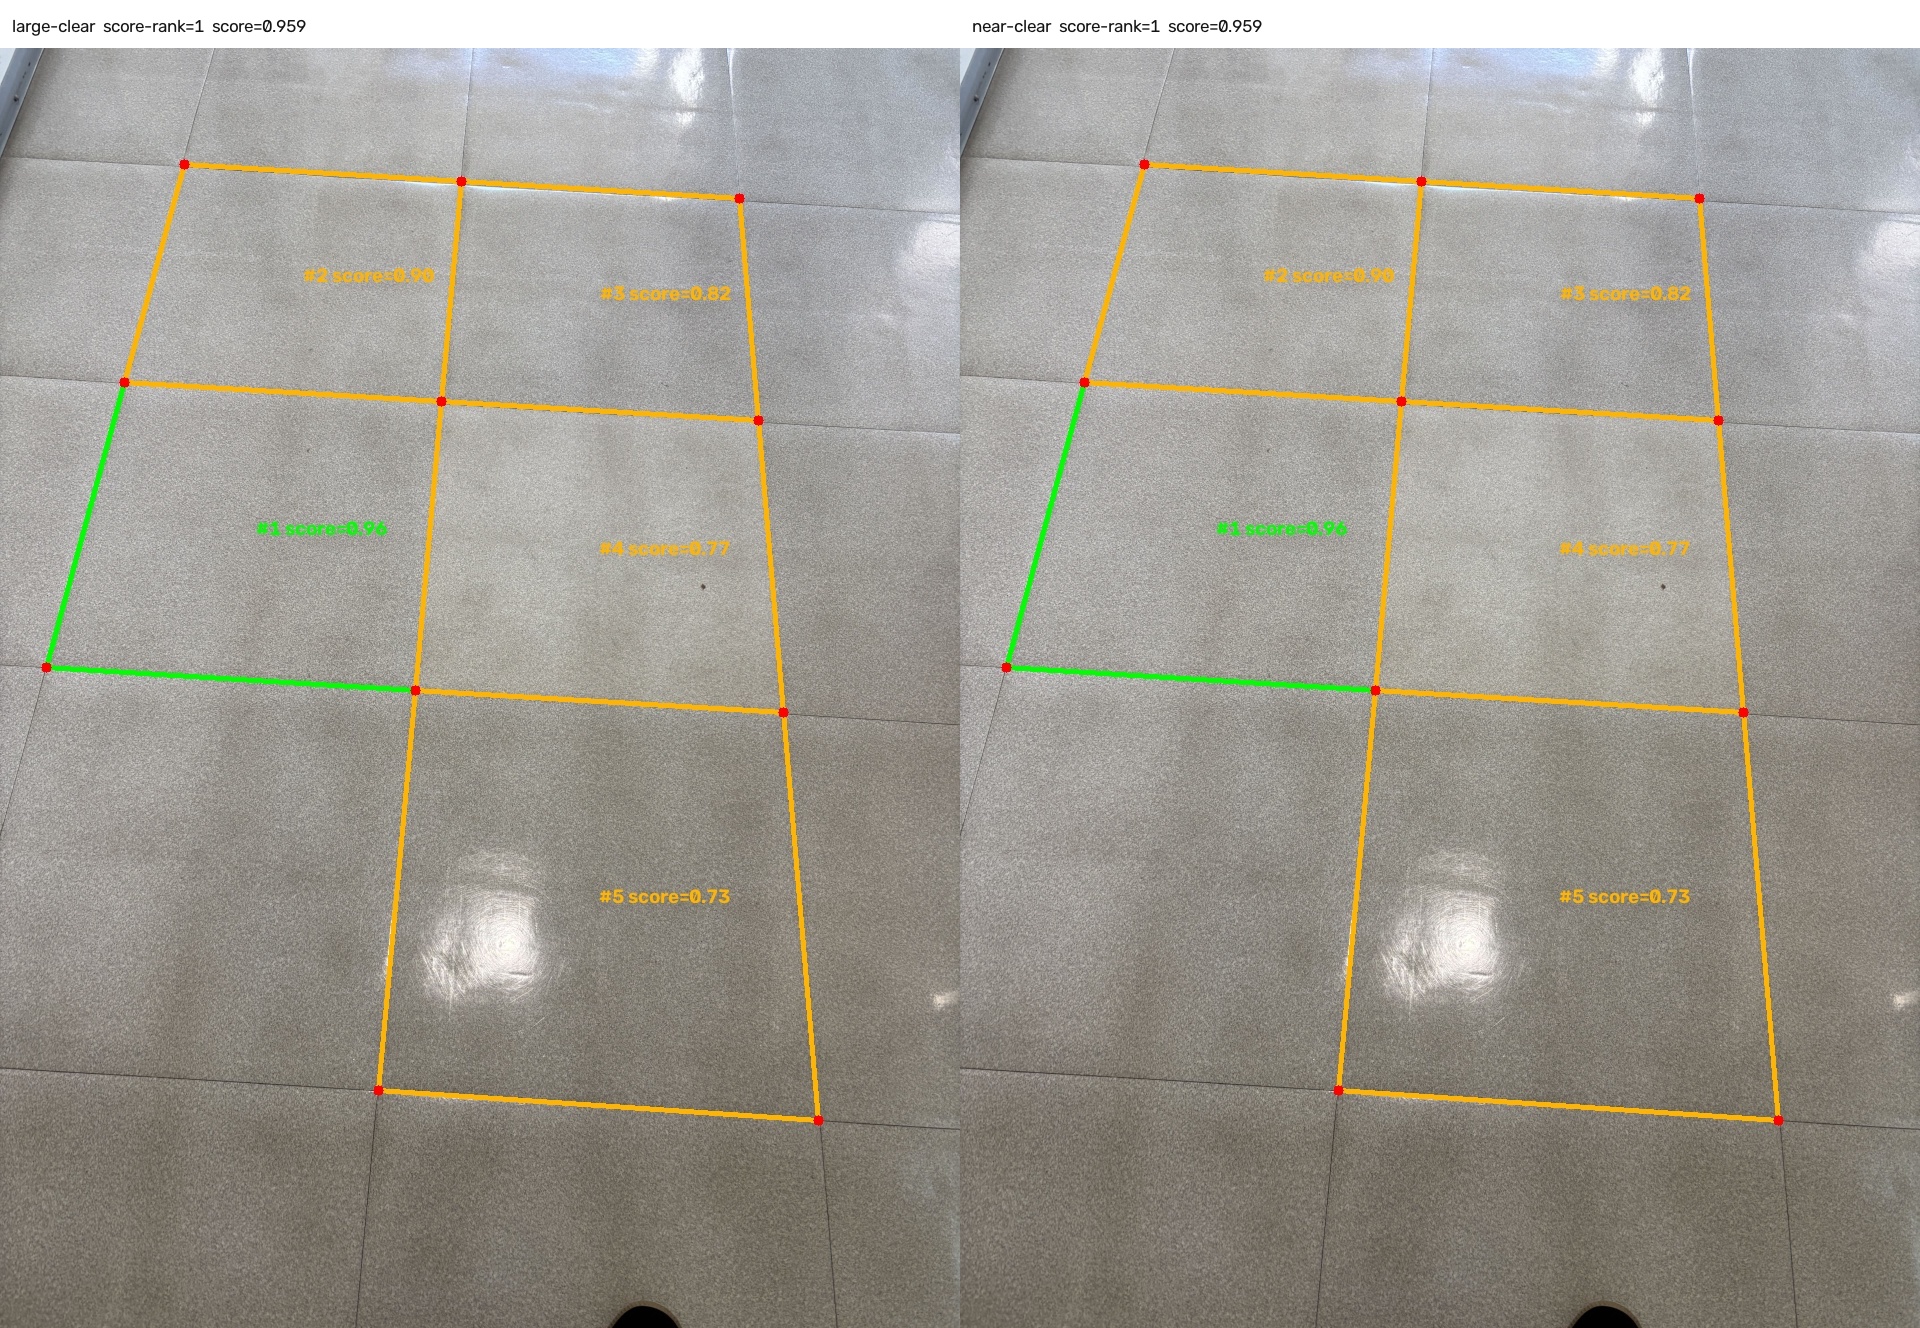 large-clear score-rank=1 score=0.959
near-clear score-rank=1 score=0.959
#2 score=0.90
#3 score=0.82
#1 score=0.96
#4 score=0.77
#5 score=0.73
#2 score=0.90
#3 score=0.82
#1 score=0.96
#4 score=0.77
#5 score=0.73